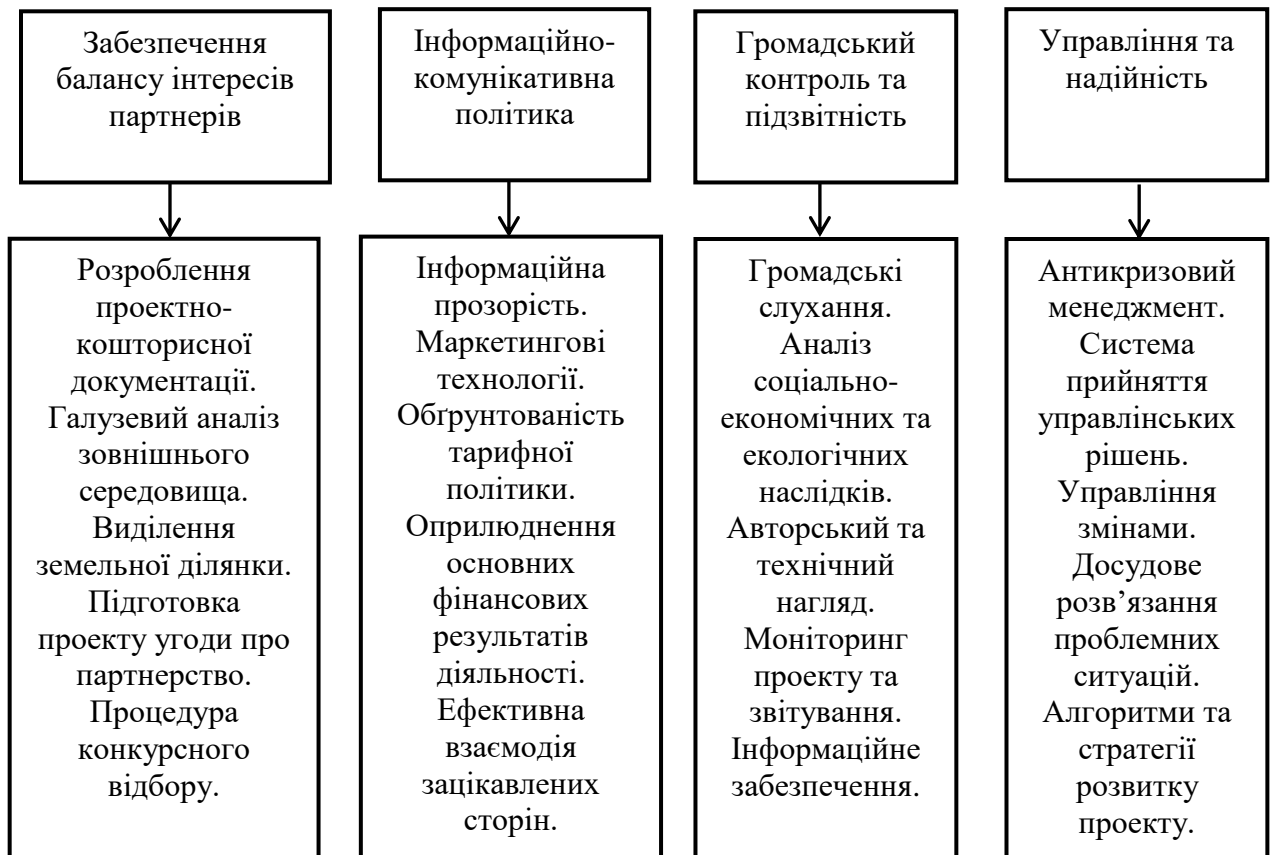 Забезпечення
балансу інтересів
партнерів
Інформаційно-
комунікативна
політика
Громадський
контроль та
підзвітність
Управління та
надійність
Розроблення
проектно-
кошторисної
документації.
Галузевий аналіз
зовнішнього
середовища.
Виділення
земельної ділянки.
Підготовка
проекту угоди про
партнерство.
Процедура
конкурсного
відбору.
Інформаційна
прозорість.
Маркетингові
технології.
Обґрунтованість
тарифної
політики.
Оприлюднення
основних
фінансових
результатів
діяльності.
Ефективна
взаємодія
зацікавлених
сторін.
Громадські
слухання.
Аналіз
соціально-
економічних та
екологічних
наслідків.
Авторський та
технічний
нагляд.
Моніторинг
проекту та
звітування.
Інформаційне
забезпечення.
Антикризовий
менеджмент.
Система
прийняття
управлінських
рішень.
Управління
змінами.
Досудове
розв’язання
проблемних
ситуацій.
Алгоритми та
стратегії
розвитку
проекту.